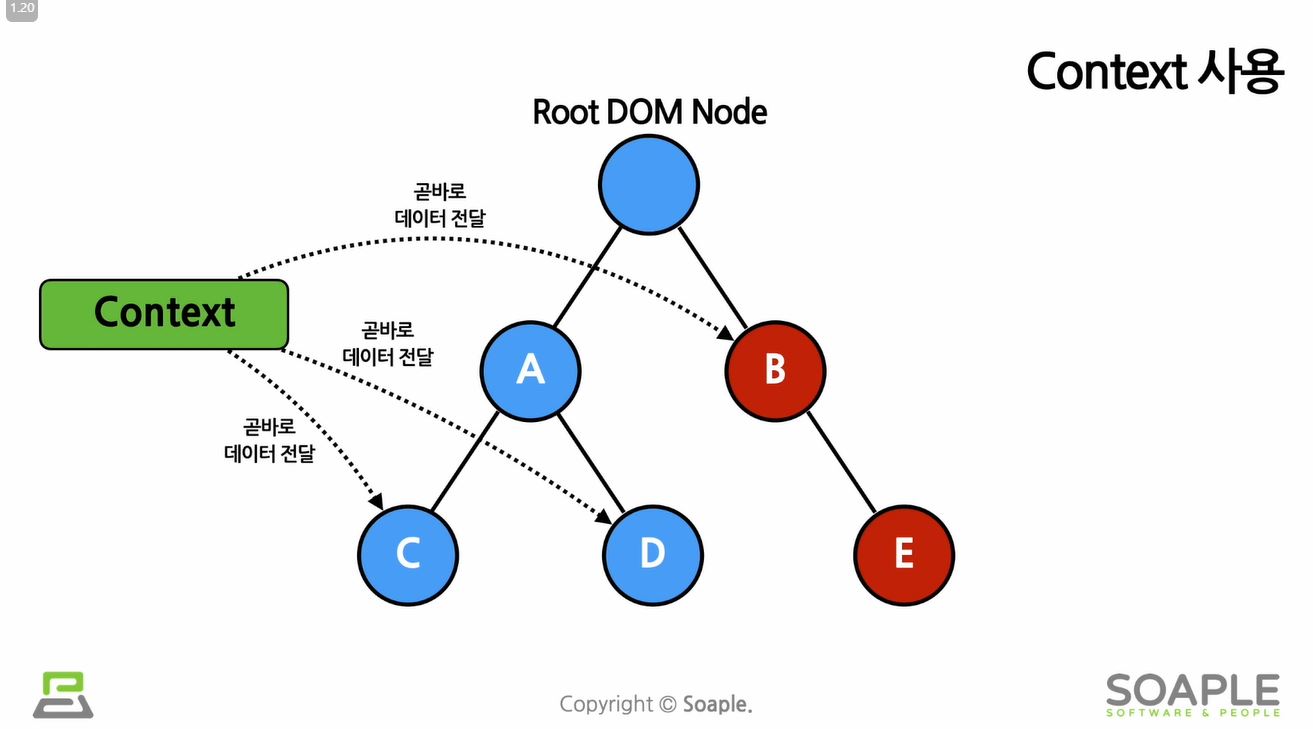 1.20
Context 사용
Root DOM Node
곧바로
데이터 전달
Context
곧바로
데이터 전달
A
B
곧바로
데이터 전달
C
D
E
Copyright © Soaple.
SOAPLE
SOFTWARE & PEOPLE